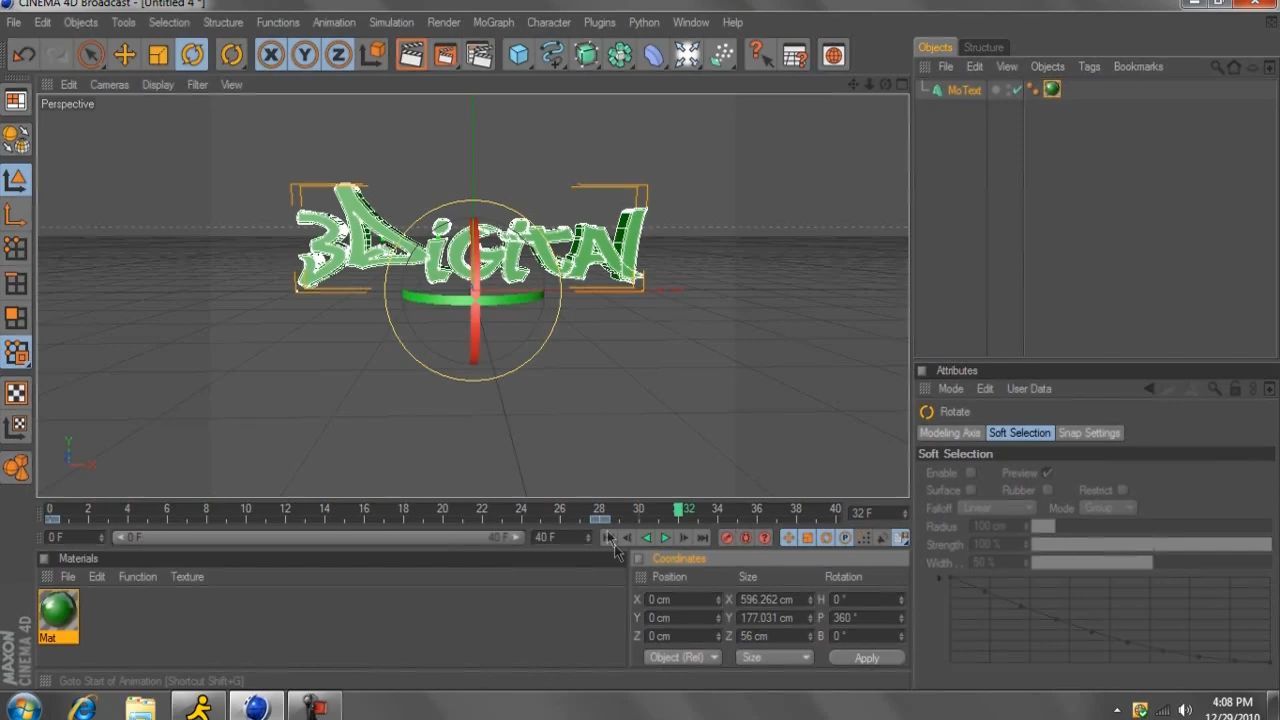 CINEMA 4D Broadcast - [Untitled 4 *]
File Edit Objects Tools Selection Structure Functions Animation Simulation Render MoGraph Character Plugins Python Window Help
X Y Z
Objects Structure
File Edit View Objects Tags Bookmarks
Edit Cameras Display Filter View
MoText
Perspective
3DiGiTAl
Y
X
Attributes
Mode Edit User Data
Rotate
Modeling Axis Soft Selection Snap Settings
Soft Selection
Enable Preview
Surface Rubber Restrict
Falloff Linear Mode Group
Radius 100 cm
Strength 100 %
Width . . 50 %
0 2 4 6 8 10 12 14 16 18 20 22 24 26 28 30 32 34 36 38 40 32 F
0 F 0 F 40 F 40 F
Materials
File Edit Function Texture
Mat
Coordinates
Position Size Rotation
X 0 cm X 596.262 cm H 0 °
Y 0 cm Y 177.031 cm P 360 °
Z 0 cm Z 56 cm B 0 °
Object (Rel) Size Apply
MAXON
CINEMA 4D
Goto Start of Animation [Shortcut Shift+G]
4:08 PM
12/29/2010